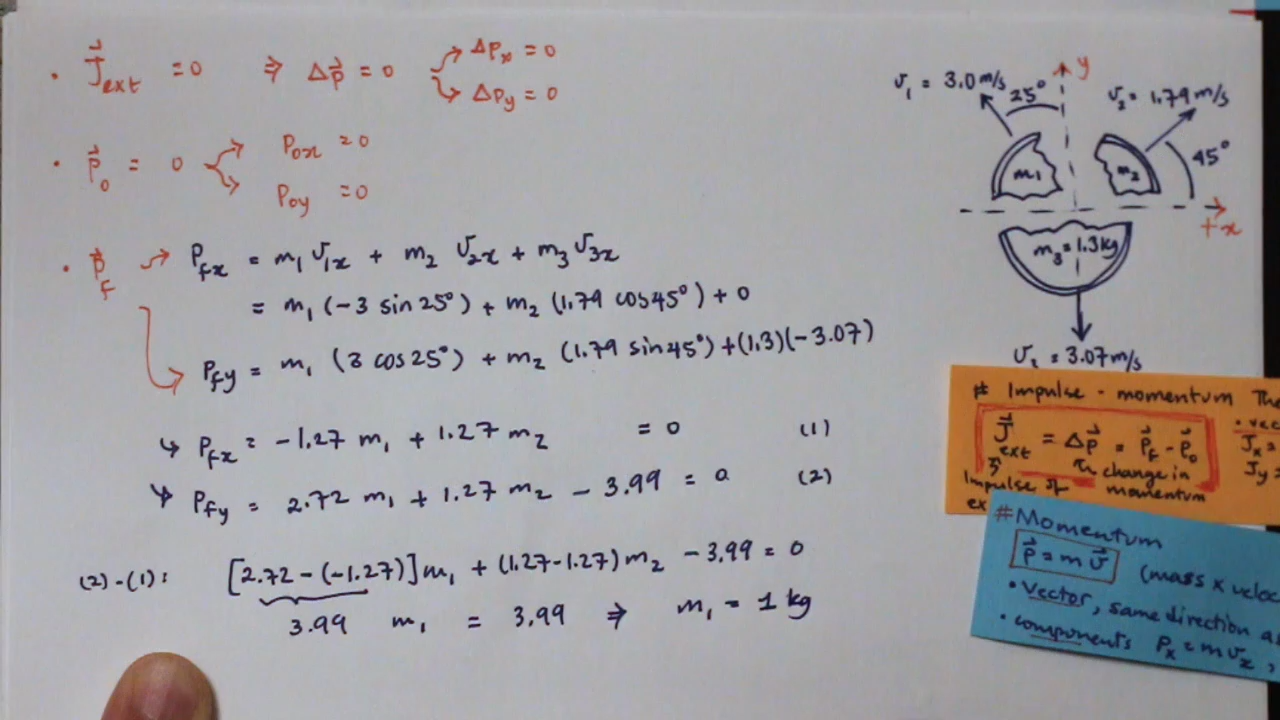 • J⃗ext = 0 ⇒ Δp⃗ = 0 → Δpx = 0
→ Δpy = 0
• p⃗0 = 0 → p0x = 0
→ p0y = 0
• p⃗f → Pfx = m1 v1x + m2 v2x + m3 v3x
= m1 (-3 sin 25°) + m2 (1.79 cos 45°) + 0
→ Pfy = m1 (3 cos 25°) + m2 (1.79 sin 45°) + (1.3)(-3.07)
↳ Pfx = -1.27 m1 + 1.27 m2 = 0 (1)
↳ Pfy = 2.72 m1 + 1.27 m2 - 3.99 = 0 (2)
(2)-(1): [2.72 - (-1.27)] m1 + (1.27-1.27) m2 - 3.99 = 0
3.99 m1 = 3.99 ⇒ m1 = 1 kg
y
v1 = 3.0 m/s
25°
v2 = 1.79 m/s
45°
m1
m2
+x
m3 = 1.3 kg
= 3.07 m/s
# Impulse - momentum
J⃗ext = Δp⃗ = p⃗f - p⃗0
change in
Impulse of momentum
Jx =
Jy =
# Momentum
p⃗ = m v⃗ (mass x
• Vector, same direction as
• components Px = m vx,